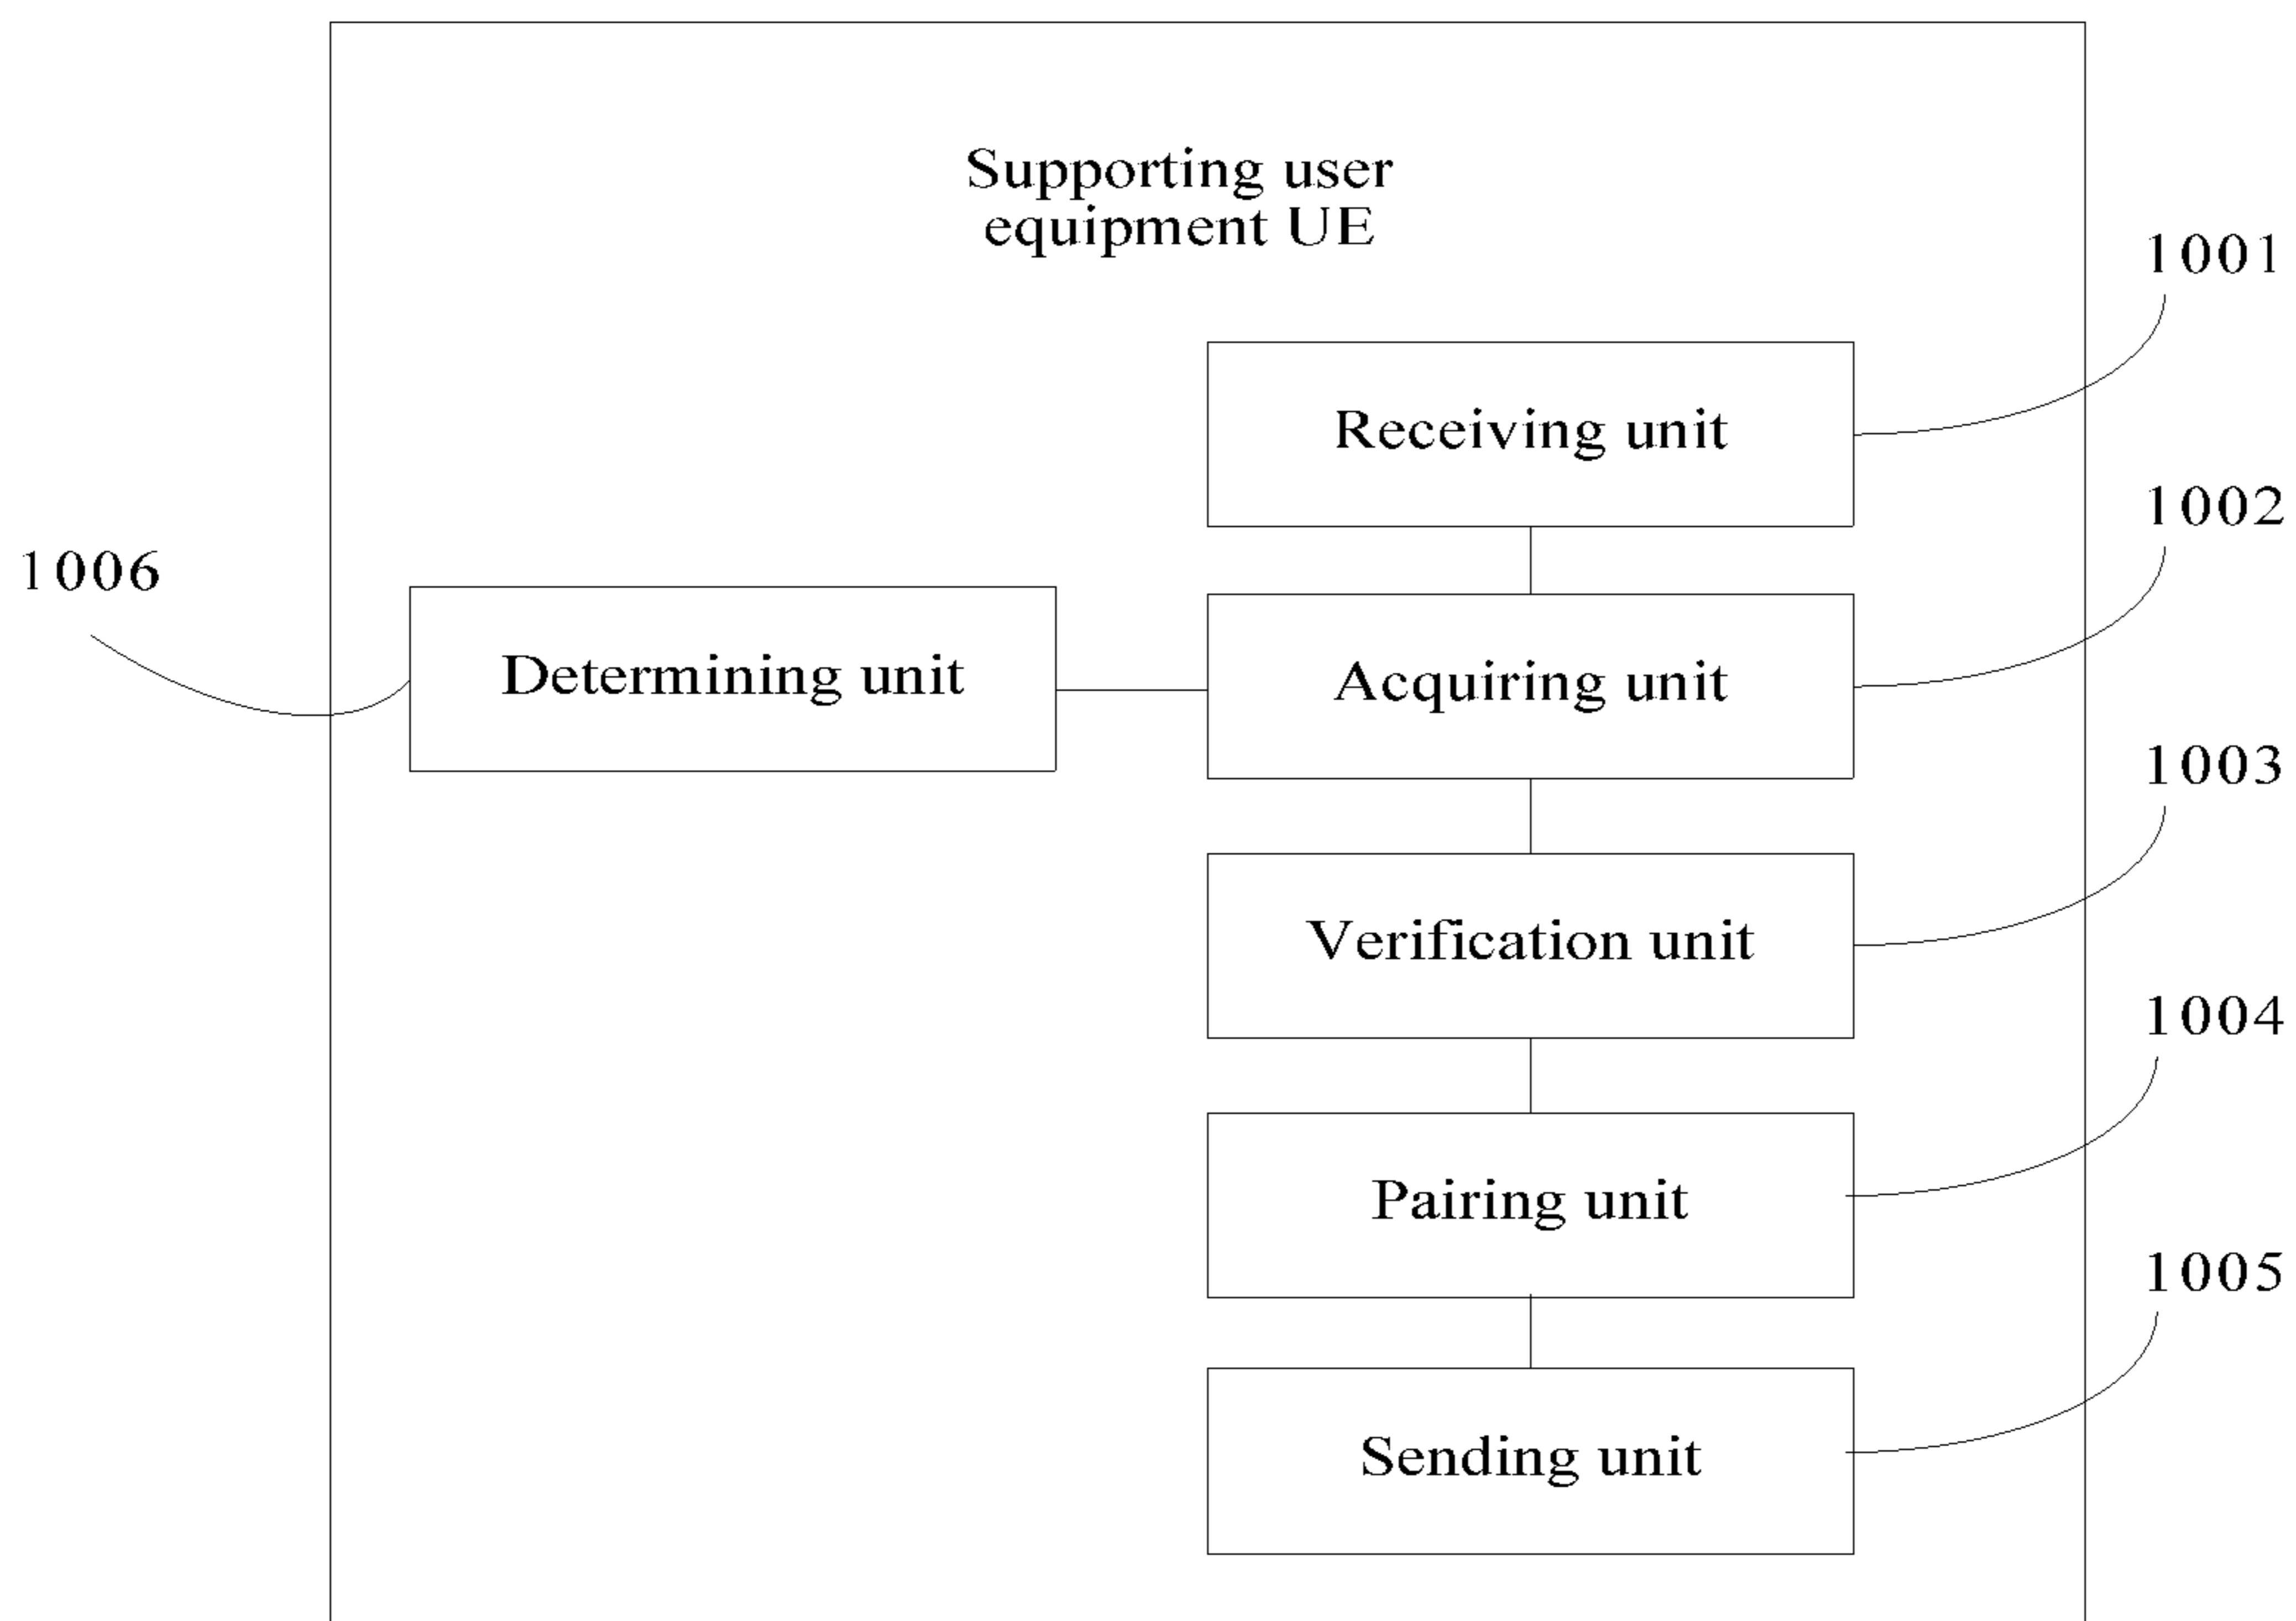 Supporting user
equipment UE
1001
Receiving unit
1002
1006
Determining unit
Acquiring unit
1003
Verification unit
1004
Pairing unit
1005
Sending unit